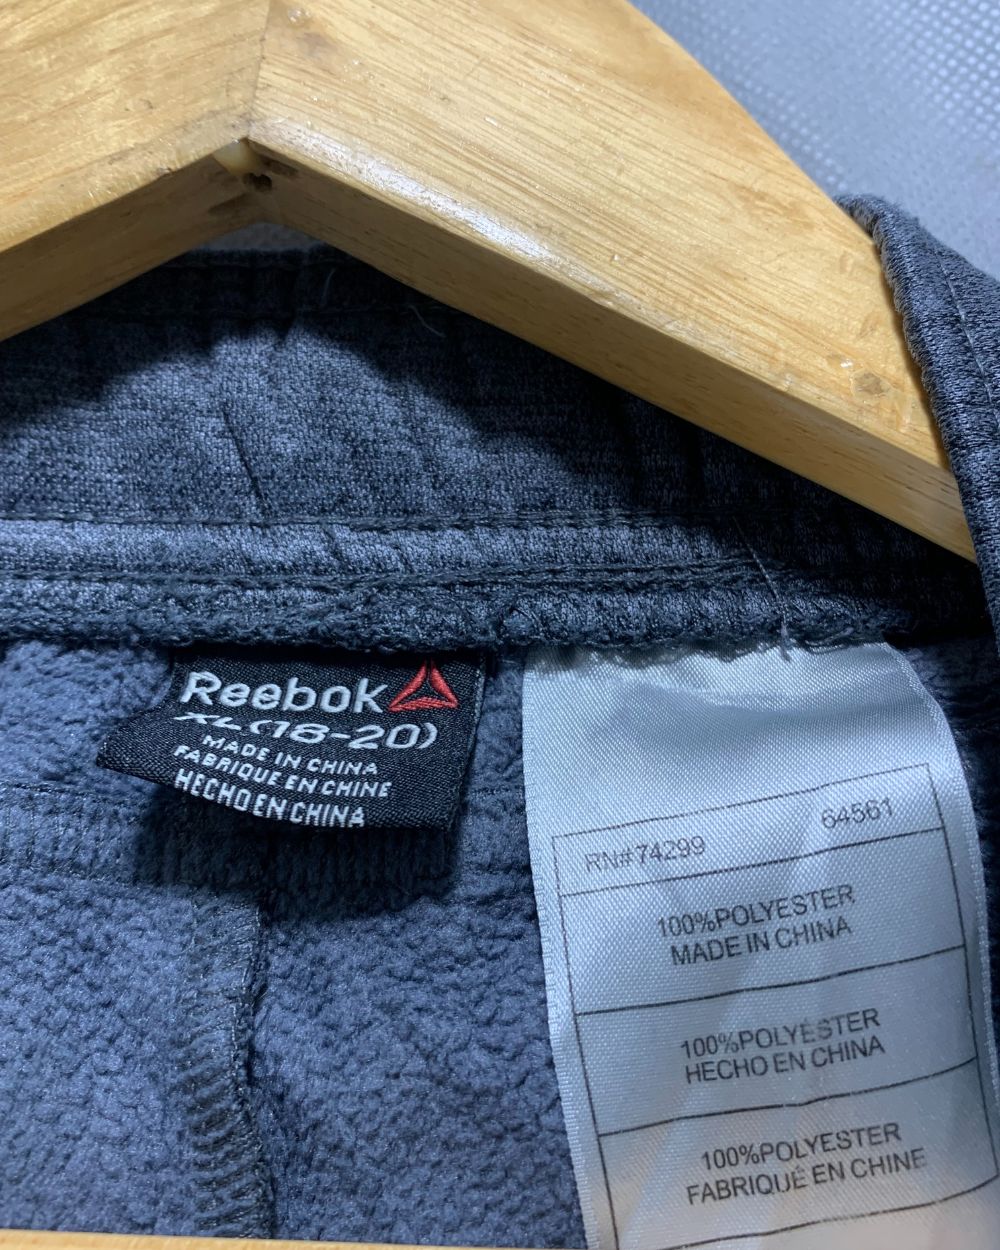 Reebok
XL(18-20)
MADE IN CHINA
FABRIQUE EN CHINE
HECHO EN CHINA
RN#74299 64561
100%POLYESTER
MADE IN CHINA
100%POLYÉSTER
HECHO EN CHINA
100%POLYESTER
FABRIQUÉ EN CHINE